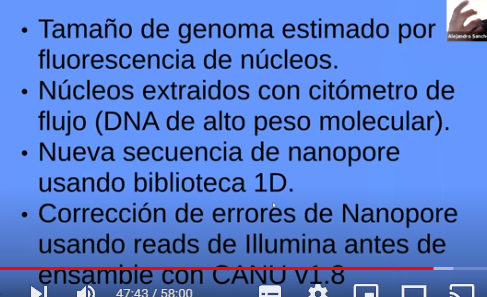 • Tamaño de genoma estimado por
fluorescencia de núcleos.
• Núcleos extraidos con citómetro de
flujo (DNA de alto peso molecular).
• Nueva secuencia de nanopore
usando biblioteca 1D.
• Corrección de errores de Nanopore
usando reads de Illumina antes de
ensamble con CANU v1.8
Alejandro Sanch
47:43 / 58:00